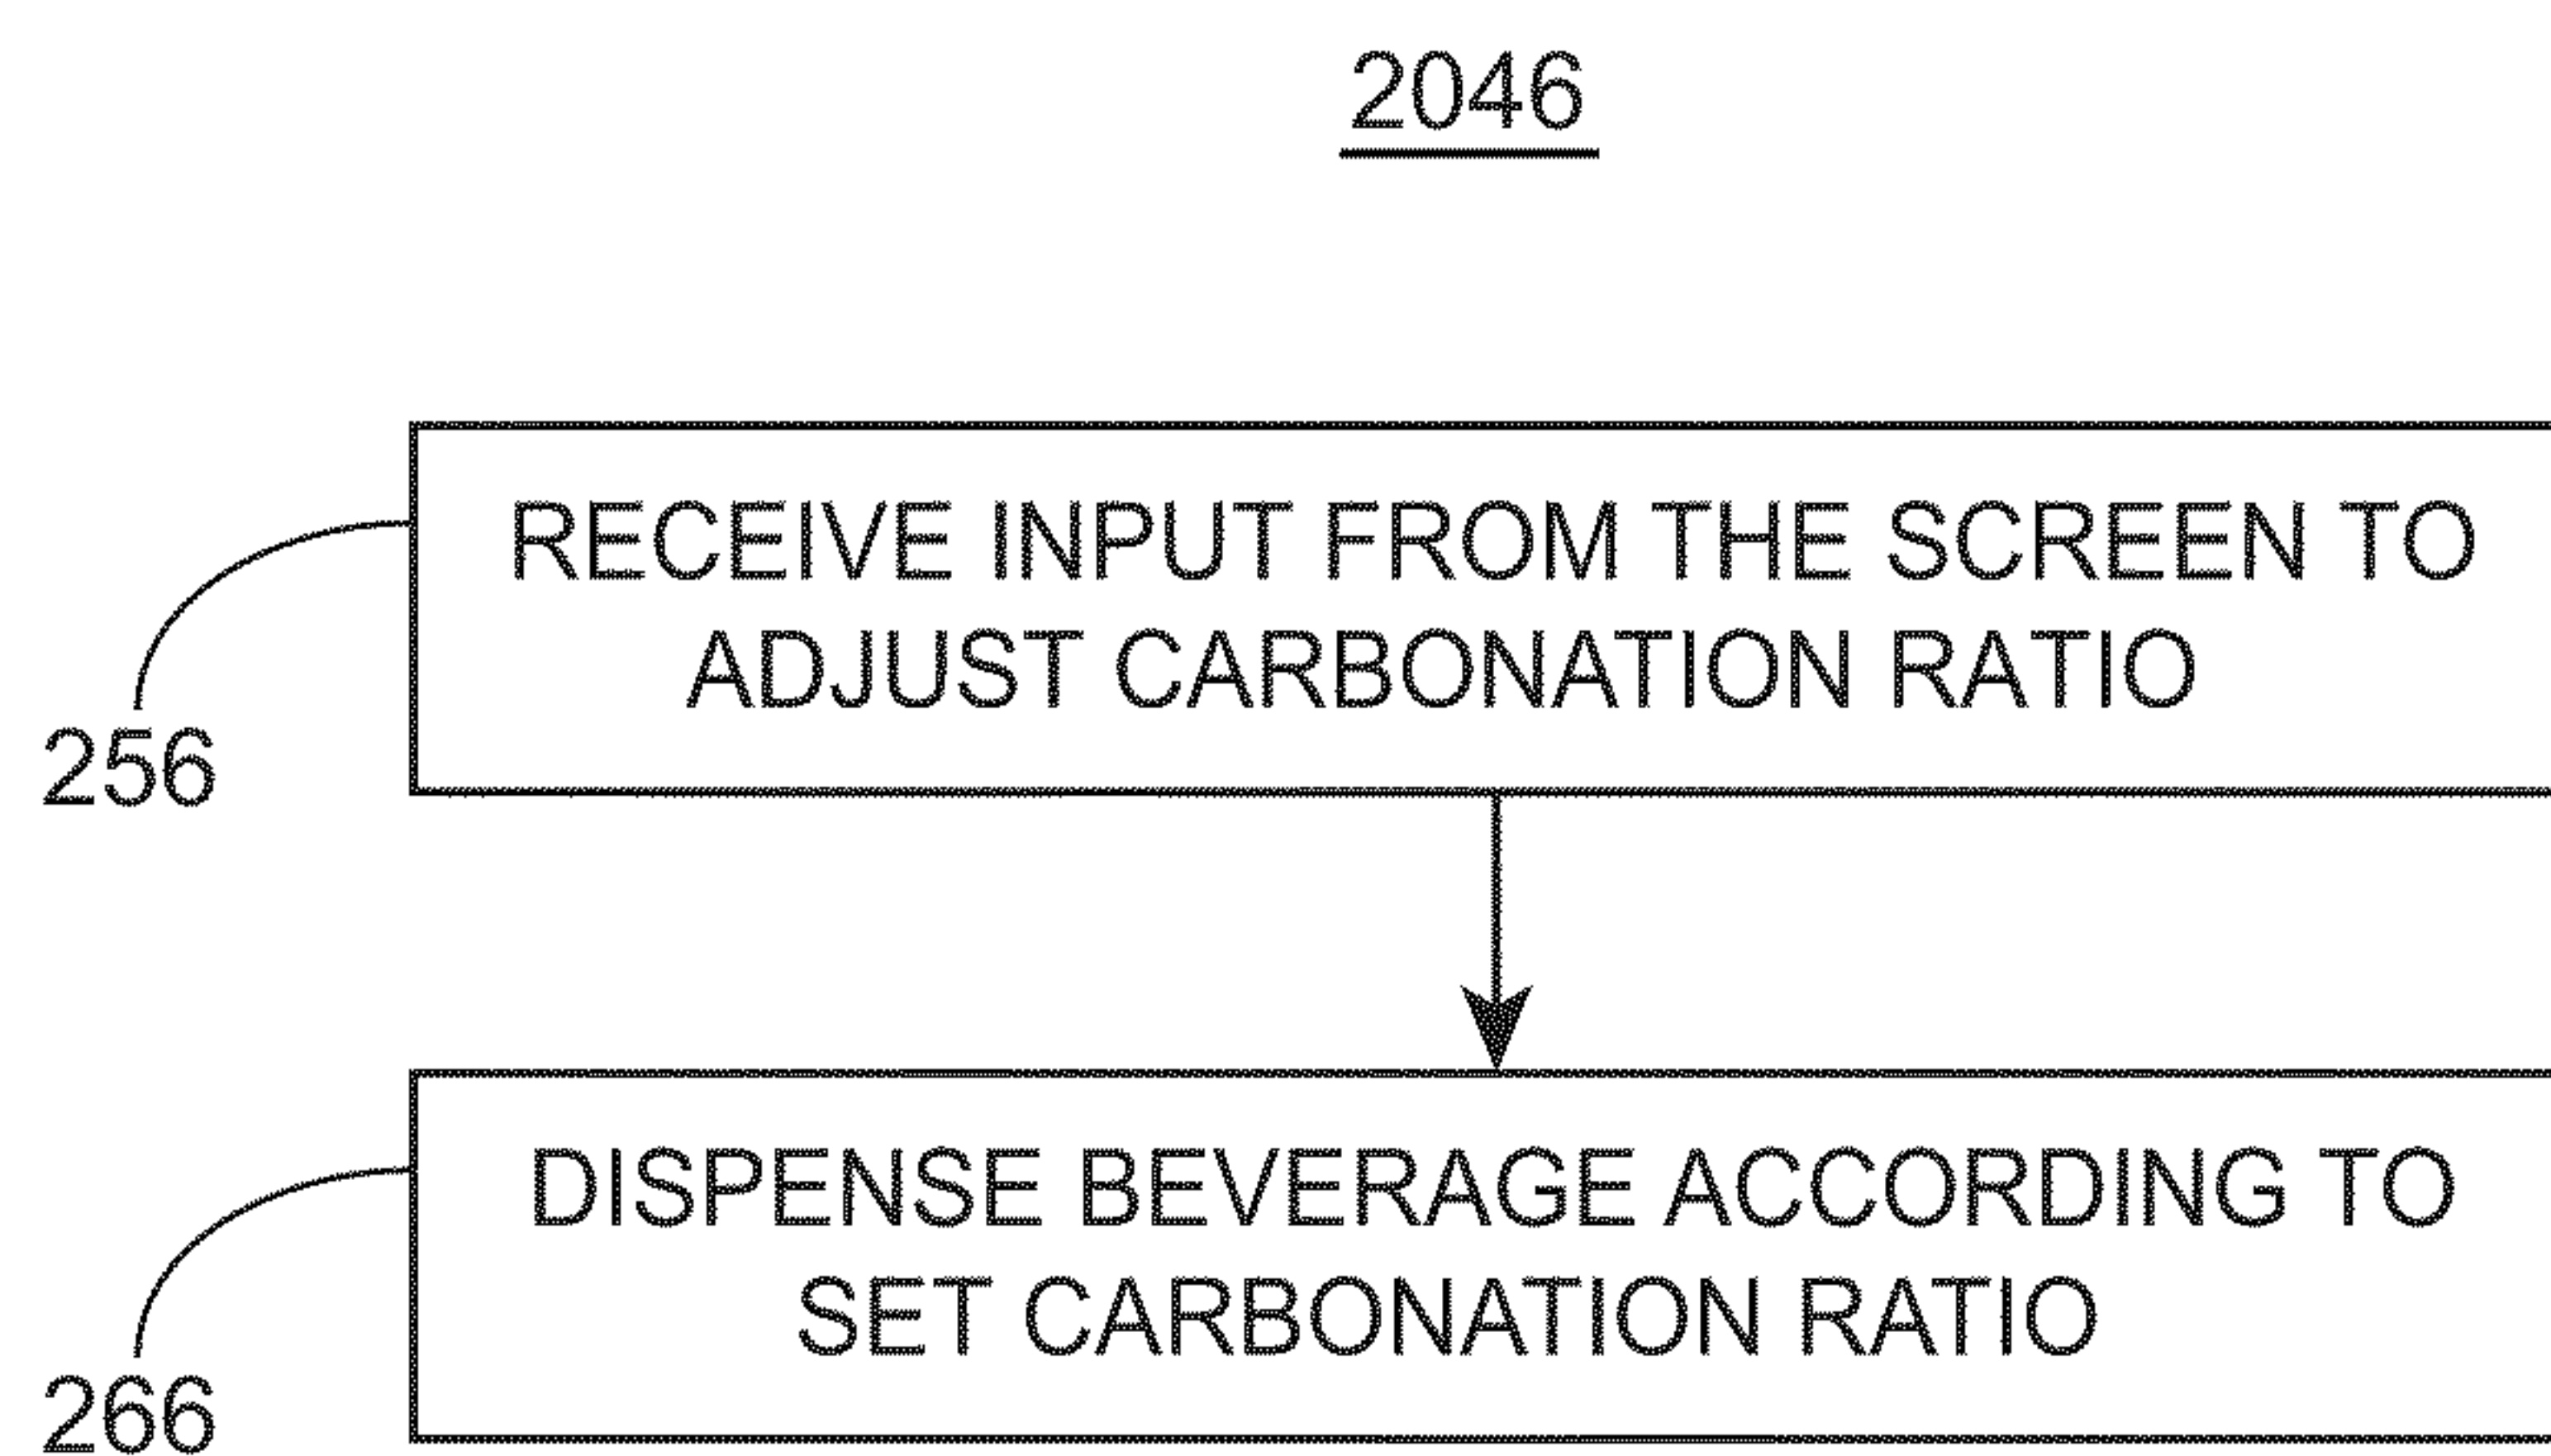 2046
RECEIVE INPUT FROM THE SCREEN TO
ADJUST CARBONATION RATIO
256
DISPENSE BEVERAGE ACCORDING TO
SET CARBONATION RATIO
266